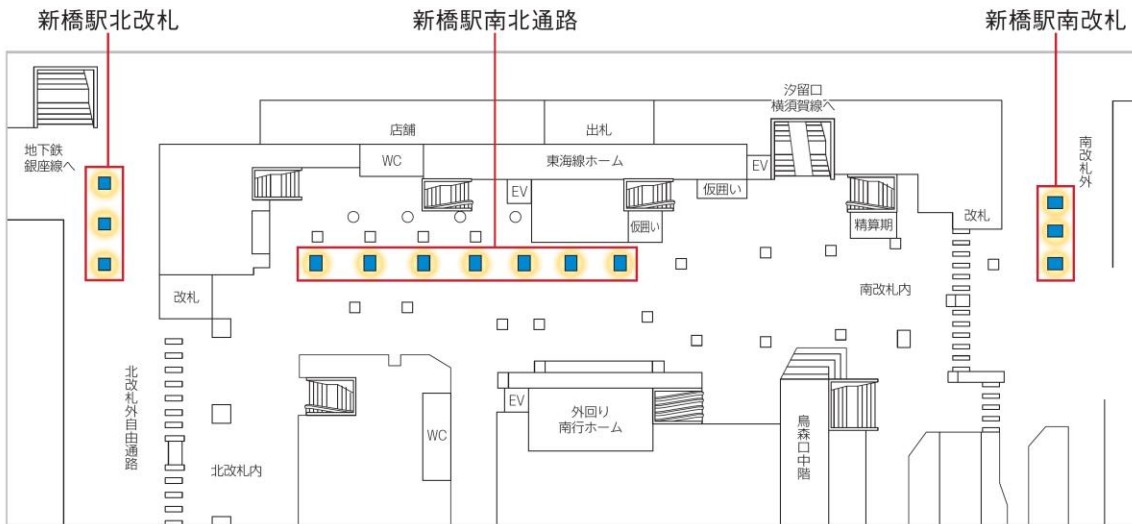 新橋駅北改札
新橋駅南北通路
新橋駅南改札
汐留口
横須賀線へ
地下鉄
銀座線へ
店舗
出札
WC
東海線ホーム
EV
EV
仮囲い
仮囲い
精算期
南改札外
改札
改札
南改札内
北改札外自由通路
北改札内
WC
EV
外回り
南行ホーム
烏森口中階